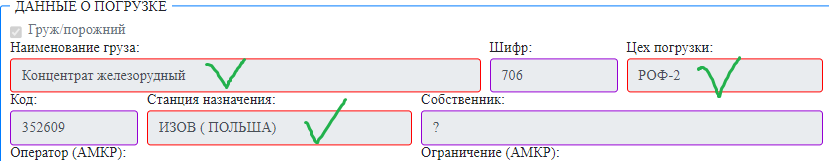 ДАННЫЕ О ПОГРУЗКЕ
Груж/порожний
Наименование груза: Шифр: Цех погрузки:
Концентрат железорудный 706 РОФ-2
Код: Станция назначения: Собственник:
352609 ИЗОВ ( ПОЛЬША) ?
Оператор (АМКР): Ограничение (АМКР):